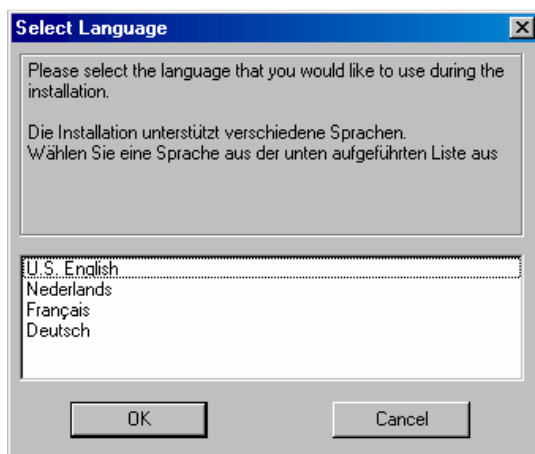 Select Language
Please select the language that you would like to use during the
installation.
Die Installation unterstützt verschiedene Sprachen.
Wählen Sie eine Sprache aus der unten aufgeführten Liste aus
U.S. English
Nederlands
Français
Deutsch
OK
Cancel